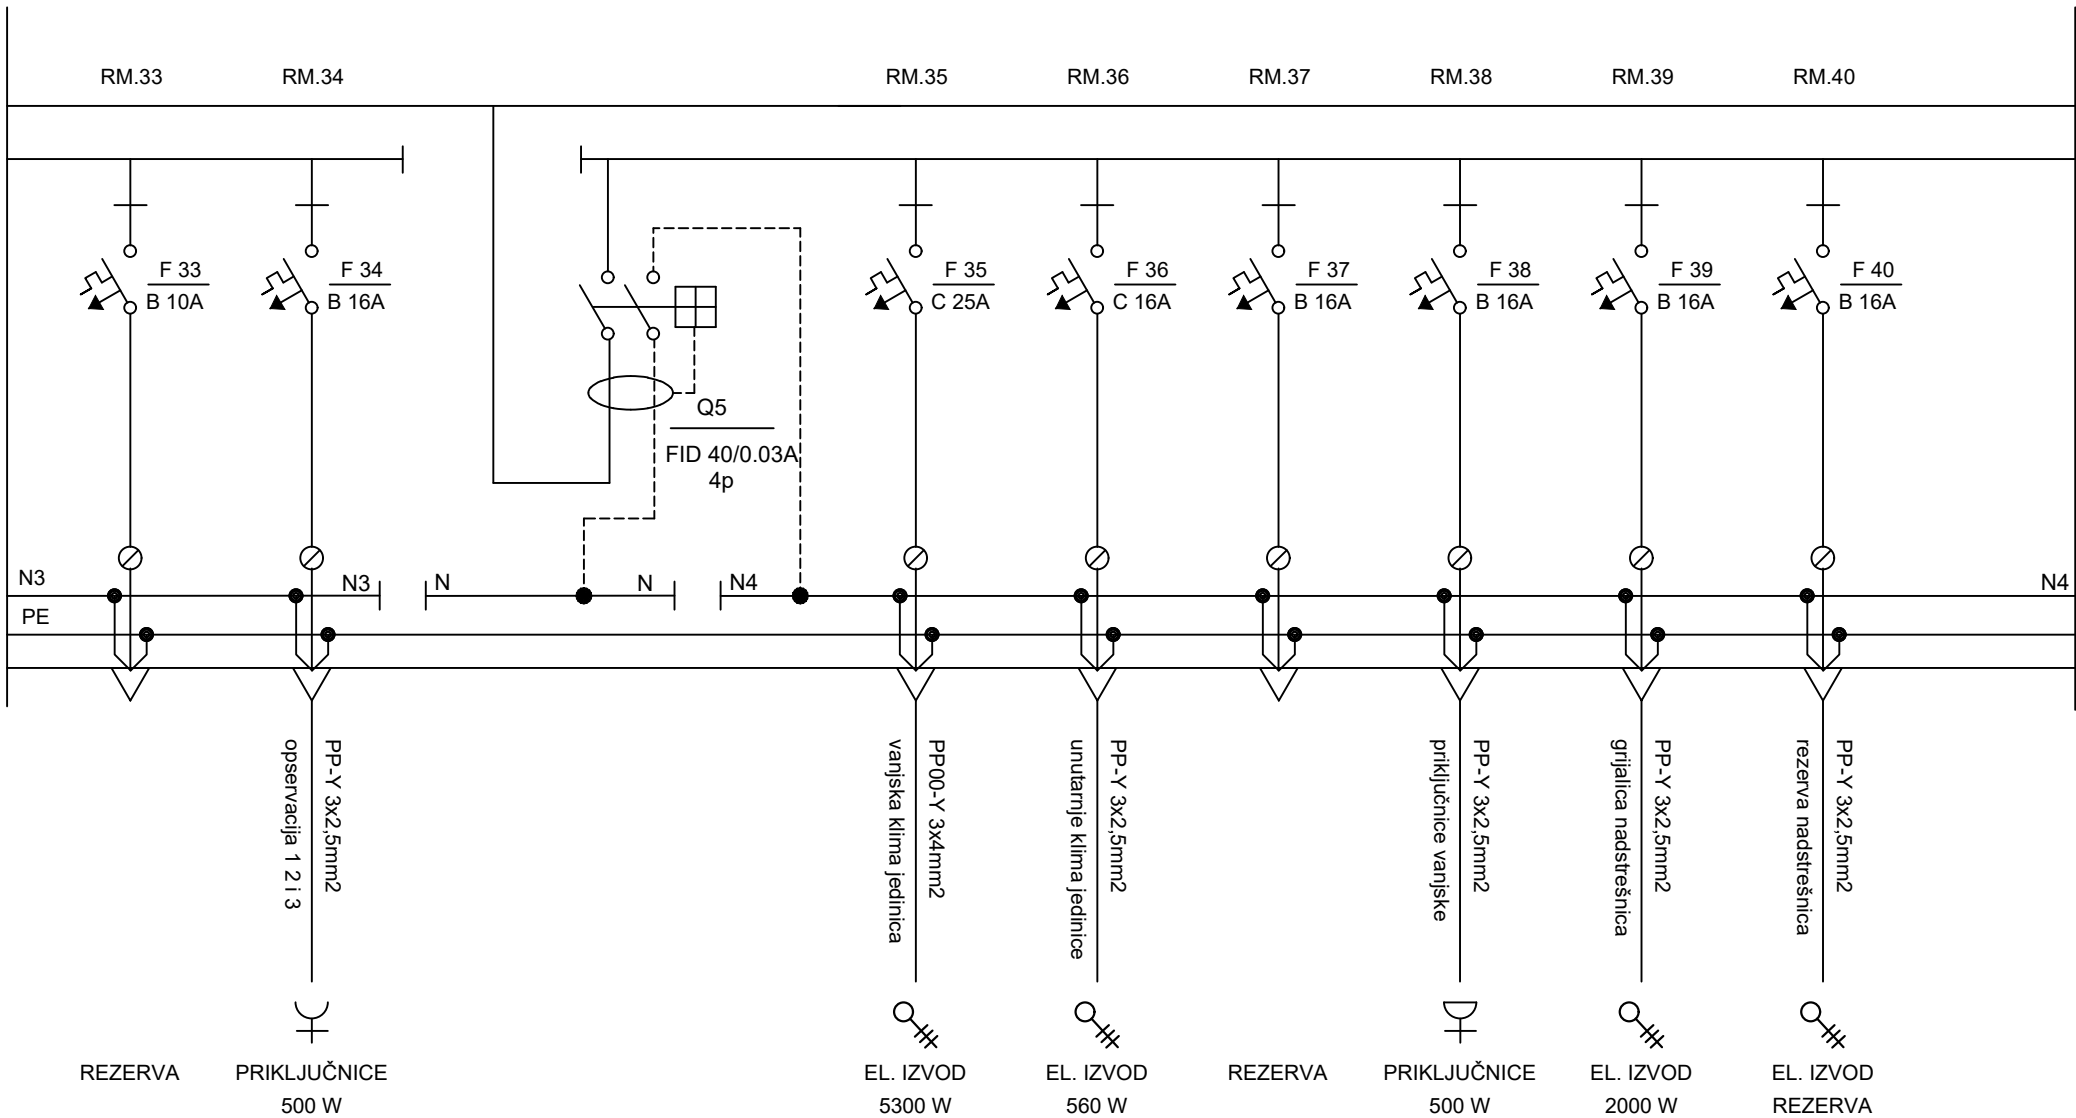 RM.33
RM.34
RM.35
RM.36
RM.37
RM.38
RM.39
RM.40
F 33
B 10A
F 34
B 16A
F 35
C 25A
F 36
C 16A
F 37
B 16A
F 38
B 16A
F 39
B 16A
F 40
B 16A
Q5
FID 40/0.03A
4p
N3
N3
N
N
N4
N4
PE
PP-Y 3x2,5mm2
opservacija 1 2 i 3
PP00-Y 3x4mm2
vanjska klima jedinica
PP-Y 3x2,5mm2
unutarnje klima jedinice
PP-Y 3x2,5mm2
priključnice vanjske
PP-Y 3x2,5mm2
grijalica nadstrešnica
PP-Y 3x2,5mm2
rezerva nadstrešnica
REZERVA
PRIKLJUČNICE
500 W
EL. IZVOD
5300 W
EL. IZVOD
560 W
REZERVA
PRIKLJUČNICE
500 W
EL. IZVOD
2000 W
EL. IZVOD
REZERVA